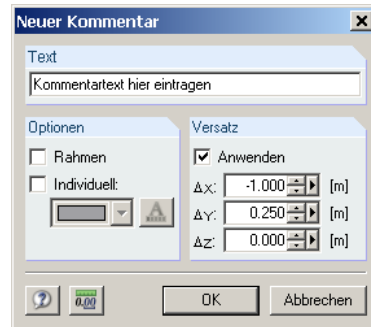 Neuer Kommentar
Text
Kommentartext hier eintragen
Optionen
Rahmen
Individuell:
A
Versatz
Anwenden
ΔX: -1.000 [m]
ΔY: 0.250 [m]
ΔZ: 0.000 [m]
? 0.00 OK Abbrechen